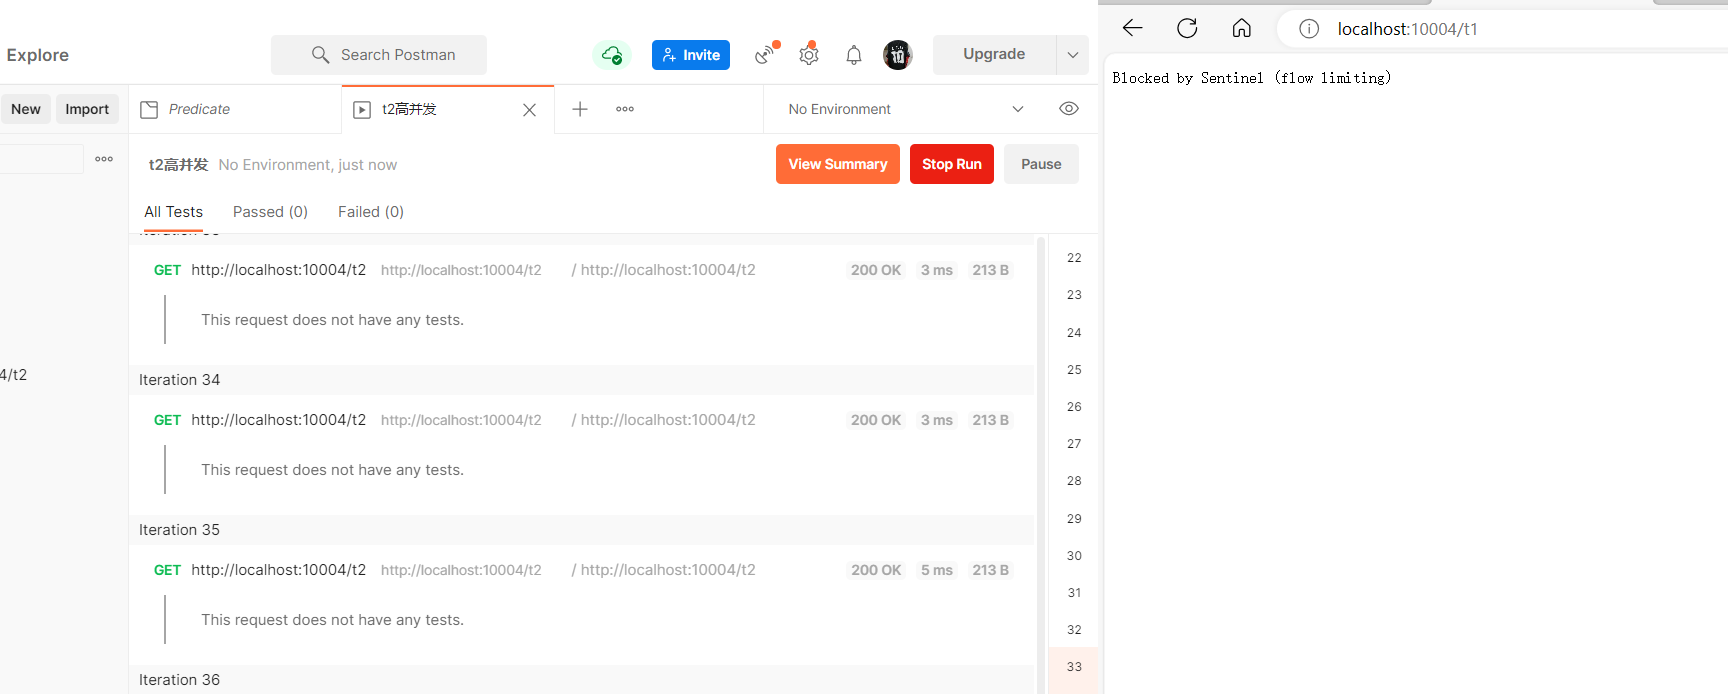 Explore
Search Postman
Invite
Upgrade
New
Import
Predicate
t2高并发
No Environment
t2高并发 No Environment, just now
View Summary
Stop Run
Pause
All Tests
Passed (0)
Failed (0)
GET http://localhost:10004/t2 http://localhost:10004/t2 / http://localhost:10004/t2 200 OK 3 ms 213 B
This request does not have any tests.
Iteration 34
GET http://localhost:10004/t2 http://localhost:10004/t2 / http://localhost:10004/t2 200 OK 3 ms 213 B
This request does not have any tests.
Iteration 35
GET http://localhost:10004/t2 http://localhost:10004/t2 / http://localhost:10004/t2 200 OK 5 ms 213 B
This request does not have any tests.
Iteration 36
4/t2
22
23
24
25
26
27
28
29
30
31
32
33
localhost:10004/t1
Blocked by Sentinel (flow limiting)